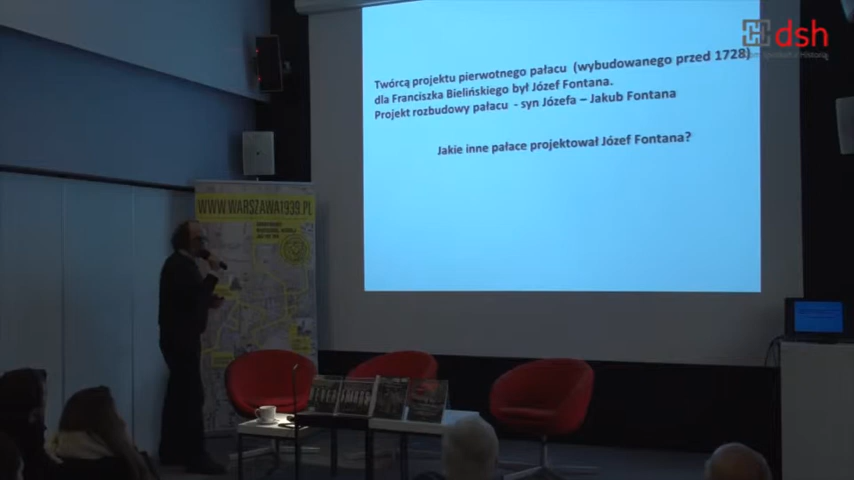 dsh
Twórcą projektu pierwotnego pałacu (wybudowanego przed 1728)
dla Franciszka Bielińskiego był Józef Fontana.
Projekt rozbudowy pałacu - syn Józefa – Jakub Fontana
Jakie inne pałace projektował Józef Fontana?
WWW.WARSZAWA1939.PL